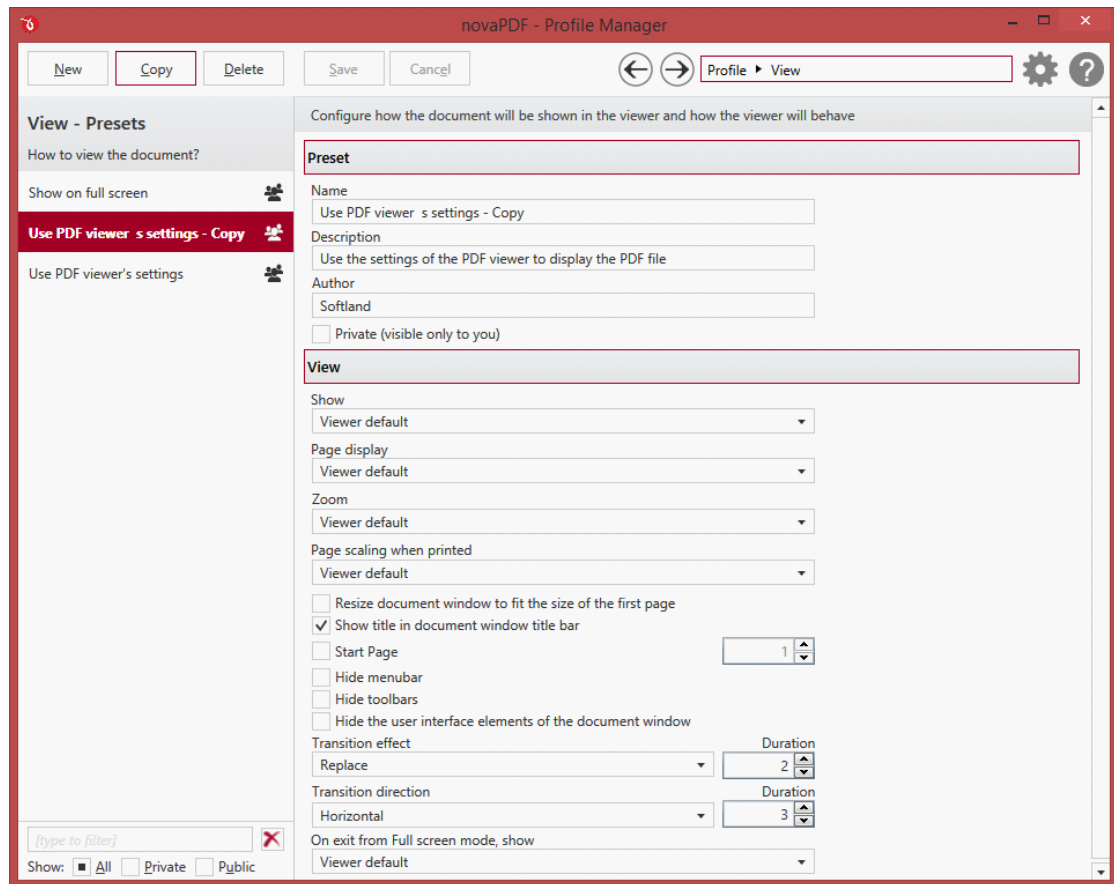 novaPDF - Profile Manager
New Copy Delete Save Cancel Profile View
View - Presets
How to view the document?
Show on full screen
Use PDF viewer s settings - Copy
Use PDF viewer's settings
[type to filter]
Show: All Private Public
Configure how the document will be shown in the viewer and how the viewer will behave
Preset
Name
Use PDF viewer  s settings - Copy
Description
Use the settings of the PDF viewer to display the PDF file
Author
Softland
Private (visible only to you)
View
Show
Viewer default
Page display
Viewer default
Zoom
Viewer default
Page scaling when printed
Viewer default
Resize document window to fit the size of the first page
Show title in document window title bar
Start Page 1
Hide menubar
Hide toolbars
Hide the user interface elements of the document window
Transition effect Duration
Replace 2
Transition direction Duration
Horizontal 3
On exit from Full screen mode, show
Viewer default